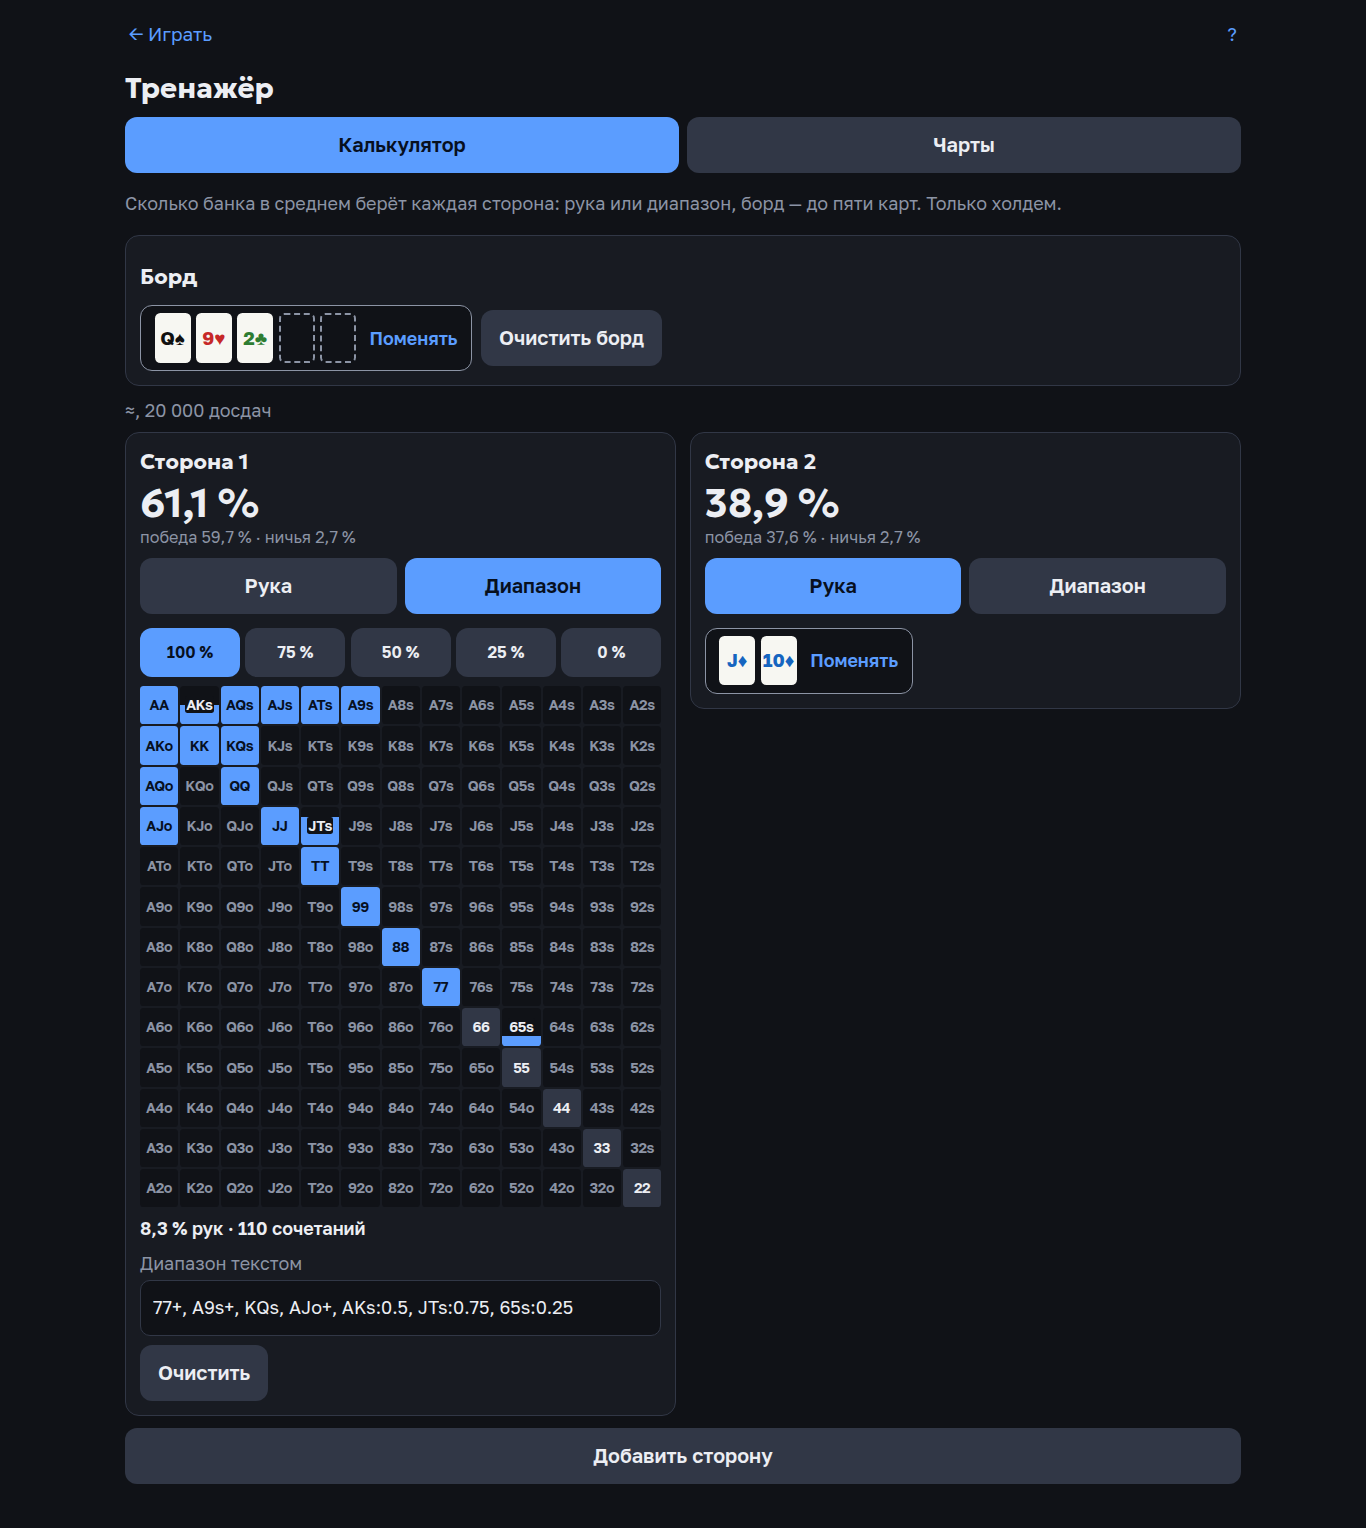 ← Играть
?
Тренажёр
Калькулятор
Чарты
Сколько банка в среднем берёт каждая сторона: рука или диапазон, борд — до пяти карт. Только холдем.
Борд
Q♠ 9♥ 2♣ Поменять
Очистить борд
≈, 20 000 досдач
Сторона 1
61,1 %
победа 59,7 % · ничья 2,7 %
Рука
Диапазон
100 % 75 % 50 % 25 % 0 %
AA AKs AQs AJs ATs A9s A8s A7s A6s A5s A4s A3s A2s
AKo KK KQs KJs KTs K9s K8s K7s K6s K5s K4s K3s K2s
AQo KQo QQ QJs QTs Q9s Q8s Q7s Q6s Q5s Q4s Q3s Q2s
AJo KJo QJo JJ JTs J9s J8s J7s J6s J5s J4s J3s J2s
ATo KTo QTo JTo TT T9s T8s T7s T6s T5s T4s T3s T2s
A9o K9o Q9o J9o T9o 99 98s 97s 96s 95s 94s 93s 92s
A8o K8o Q8o J8o T8o 98o 88 87s 86s 85s 84s 83s 82s
A7o K7o Q7o J7o T7o 97o 87o 77 76s 75s 74s 73s 72s
A6o K6o Q6o J6o T6o 96o 86o 76o 66 65s 64s 63s 62s
A5o K5o Q5o J5o T5o 95o 85o 75o 65o 55 54s 53s 52s
A4o K4o Q4o J4o T4o 94o 84o 74o 64o 54o 44 43s 42s
A3o K3o Q3o J3o T3o 93o 83o 73o 63o 53o 43o 33 32s
A2o K2o Q2o J2o T2o 92o 82o 72o 62o 52o 42o 32o 22
8,3 % рук · 110 сочетаний
Диапазон текстом
77+, A9s+, KQs, AJo+, AKs:0.5, JTs:0.75, 65s:0.25
Очистить
Сторона 2
38,9 %
победа 37,6 % · ничья 2,7 %
Рука
Диапазон
J♦ 10♦ Поменять
Добавить сторону